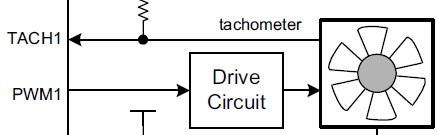 tachometer
TACH1
Drive
Circuit
PWM1